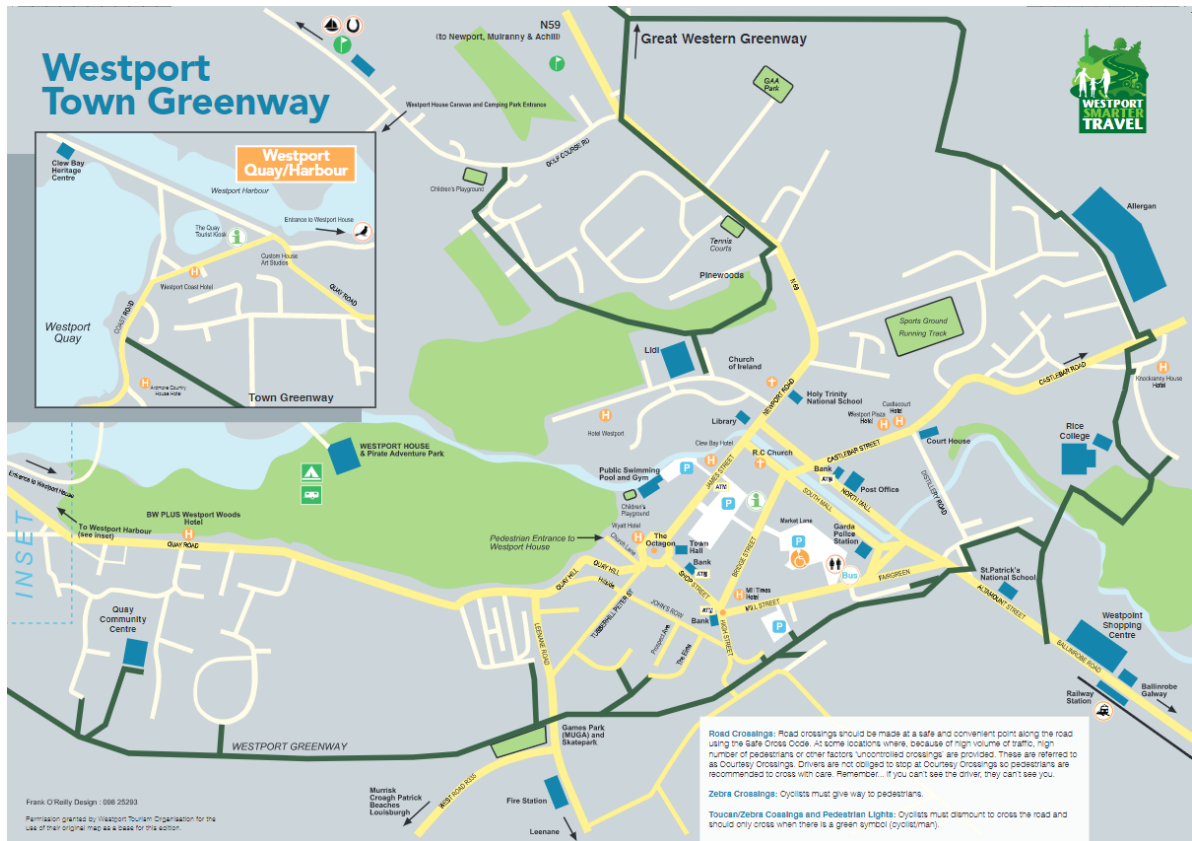 Westport
Town Greenway
N59
(to Newport, Mulranny & Achill)
Great Western Greenway
WESTPORT
SMARTER
TRAVEL
GAA
Park
Westport House Caravan and Camping Park Entrance
GOLF COURSE RD
Children's Playground
Tennis
Courts
Pinewoods
N 59
Allergan
Sports Ground
Running Track
Westport
Quay/Harbour
Clew Bay
Heritage
Centre
Westport Harbour
Entrance to Westport House
The Quay
Tourist Kiosk
Custom House
Art Studios
Westport Coast Hotel
QUAY ROAD
COAST ROAD
Westport
Quay
Ardmore Country
House Hotel
Town Greenway
Lidl
Church
of Ireland
NEWPORT ROAD
Holy Trinity
National School
CASTLEBAR ROAD
Knockranny House
Hotel
Castlecourt
Hotel
Westport Plaza
Hotel
Library
Hotel Westport
Clew Bay Hotel
Court House
Rice
College
CASTLEBAR STREET
WESTPORT HOUSE
& Pirate Adventure Park
R.C Church
Bank
ATM
Post Office
Public Swimming
Pool and Gym
P
JAMES STREET
ATM
P
SOUTH MALL
NORTH MALL
DISTILLERY ROAD
Entrance to Westport House
INSET
To Westport Harbour
(see inset)
BW PLUS Westport Woods
Hotel
QUAY ROAD
Children's
Playground
Wyatt Hotel
Church Lane
Pedestrian Entrance to
Westport House
The
Octagon
Town
Hall
Market Lane
P
Garda
Police
Station
Bus
Bank
ATM
BRIDGE STREET
SHOP STREET
FAIRGREEN
St.Patrick's
National School
ALTAMOUNT STREET
QUAY HILL
QUAY HILL
TUBBERHILL
PETER ST
JOHN'S ROW
Mill Times
Hotel
MILL STREET
ATM
Bank
P
HIGH STREET
Prospect Ave
The Elms
Quay
Community
Centre
LEENANE ROAD
Westpoint
Shopping
Centre
BALLINROBE ROAD
Railway
Station
Ballinrobe
Galway
WESTPORT GREENWAY
Games Park
(MUGA) and
Skatepark
WEST ROAD R335
Murrisk
Croagh Patrick
Beaches
Louisburgh
Fire Station
Leenane
Road Crossings: Road crossings should be made at a safe and convenient point along the road
using the Safe Cross Code. At some locations where, because of high volume of traffic, high
number of pedestrians or other factors 'uncontrolled crossings' are provided. These are referred to
as Courtesy Crossings. Drivers are not obliged to stop at Courtesy Crossings so pedestrians are
recommended to cross with care. Remember... if you can't see the driver, they can't see you.
Zebra Crossings: Cyclists must give way to pedestrians.
Toucan/Zebra Cossings and Pedestrian Lights: Cyclists must dismount to cross the road and
should only cross when there is a green symbol (cyclist/man).
Frank O'Reilly Design : 098 25293
Permission granted by Westport Tourism Organisation for the
use of their original map as a base for this edition.